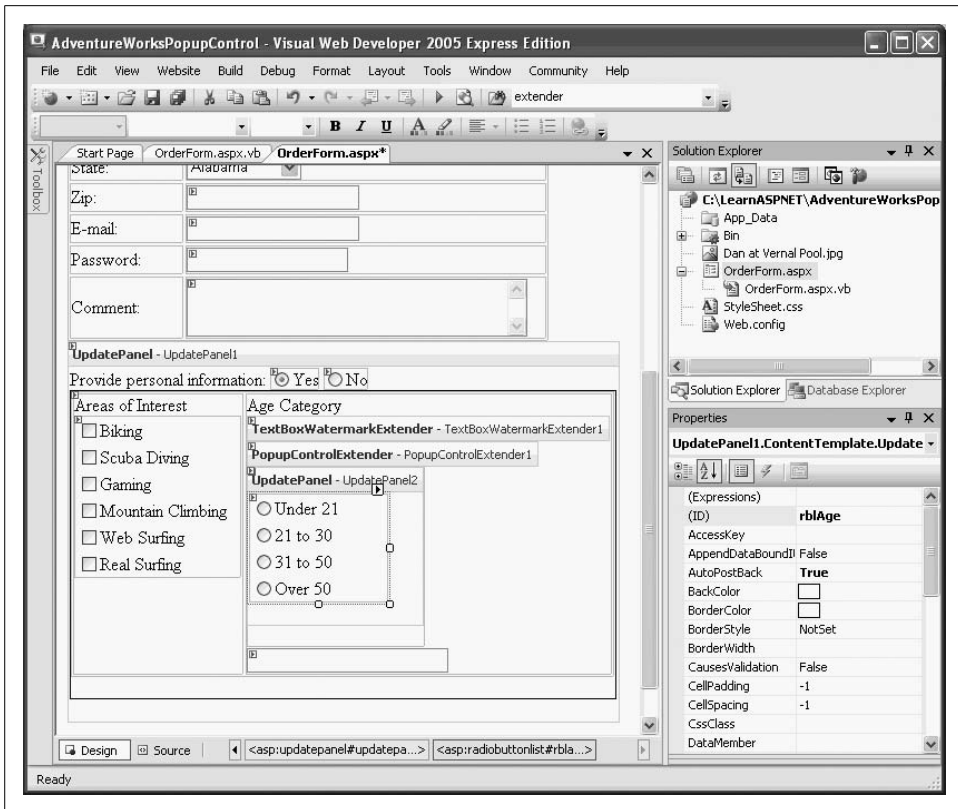 AdventureWorksPopupControl - Visual Web Developer 2005 Express Edition
File Edit View Website Build Debug Format Layout Tools Window Community Help
extender
B I U A
Toolbox
Start Page OrderForm.aspx.vb OrderForm.aspx*
State: Alabama
Zip:
E-mail:
Password:
Comment:
UpdatePanel - UpdatePanel1
Provide personal information: Yes No
Areas of Interest
Biking
Scuba Diving
Gaming
Mountain Climbing
Web Surfing
Real Surfing
Age Category
TextBoxWatermarkExtender - TextBoxWatermarkExtender1
PopupControlExtender - PopupControlExtender1
UpdatePanel - UpdatePanel2
Under 21
21 to 30
31 to 50
Over 50
Design Source <asp:updatepanel#updatepa...> <asp:radiobuttonlist#rbla...>
Ready
Solution Explorer
C:\LearnASPNET\AdventureWorksPop
App_Data
Bin
Dan at Vernal Pool.jpg
OrderForm.aspx
OrderForm.aspx.vb
StyleSheet.css
Web.config
Solution Explorer Database Explorer
Properties
UpdatePanel1.ContentTemplate.Update
(Expressions)
(ID) rblAge
AccessKey
AppendDataBoundI False
AutoPostBack True
BackColor
BorderColor
BorderStyle NotSet
BorderWidth
CausesValidation False
CellPadding -1
CellSpacing -1
CssClass
DataMember